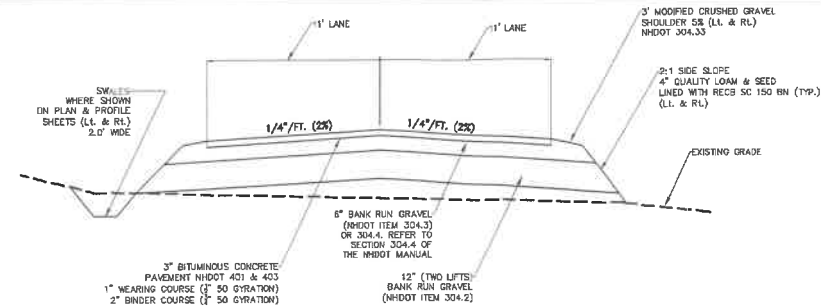 1' LANE
1' LANE
3' MODIFIED CRUSHED GRAVEL
SHOULDER 5% (Lt. & Rt.)
NHDOT 304.33
2:1 SIDE SLOPE
4" QUALITY LOAM & SEED
LINED WITH RECB SC 150 BN (TYP.)
(Lt. & Rt.)
SWALES
WHERE SHOWN
ON PLAN & PROFILE
SHEETS (Lt. & Rt.)
2.0' WIDE
1/4"/FT. (2%)
1/4"/FT. (2%)
EXISTING GRADE
6" BANK RUN GRAVEL
(NHDOT ITEM 304.3)
OR 304.4. REFER TO
SECTION 304.4 OF
THE NHDOT MANUAL
3" BITUMINOUS CONCRETE
PAVEMENT NHDOT 401 & 403
1" WEARING COURSE ( 50 GYRATION)
2" BINDER COURSE ( 50 GYRATION)
12" (TWO LIFTS)
BANK RUN GRAVEL
(NHDOT ITEM 304.2)